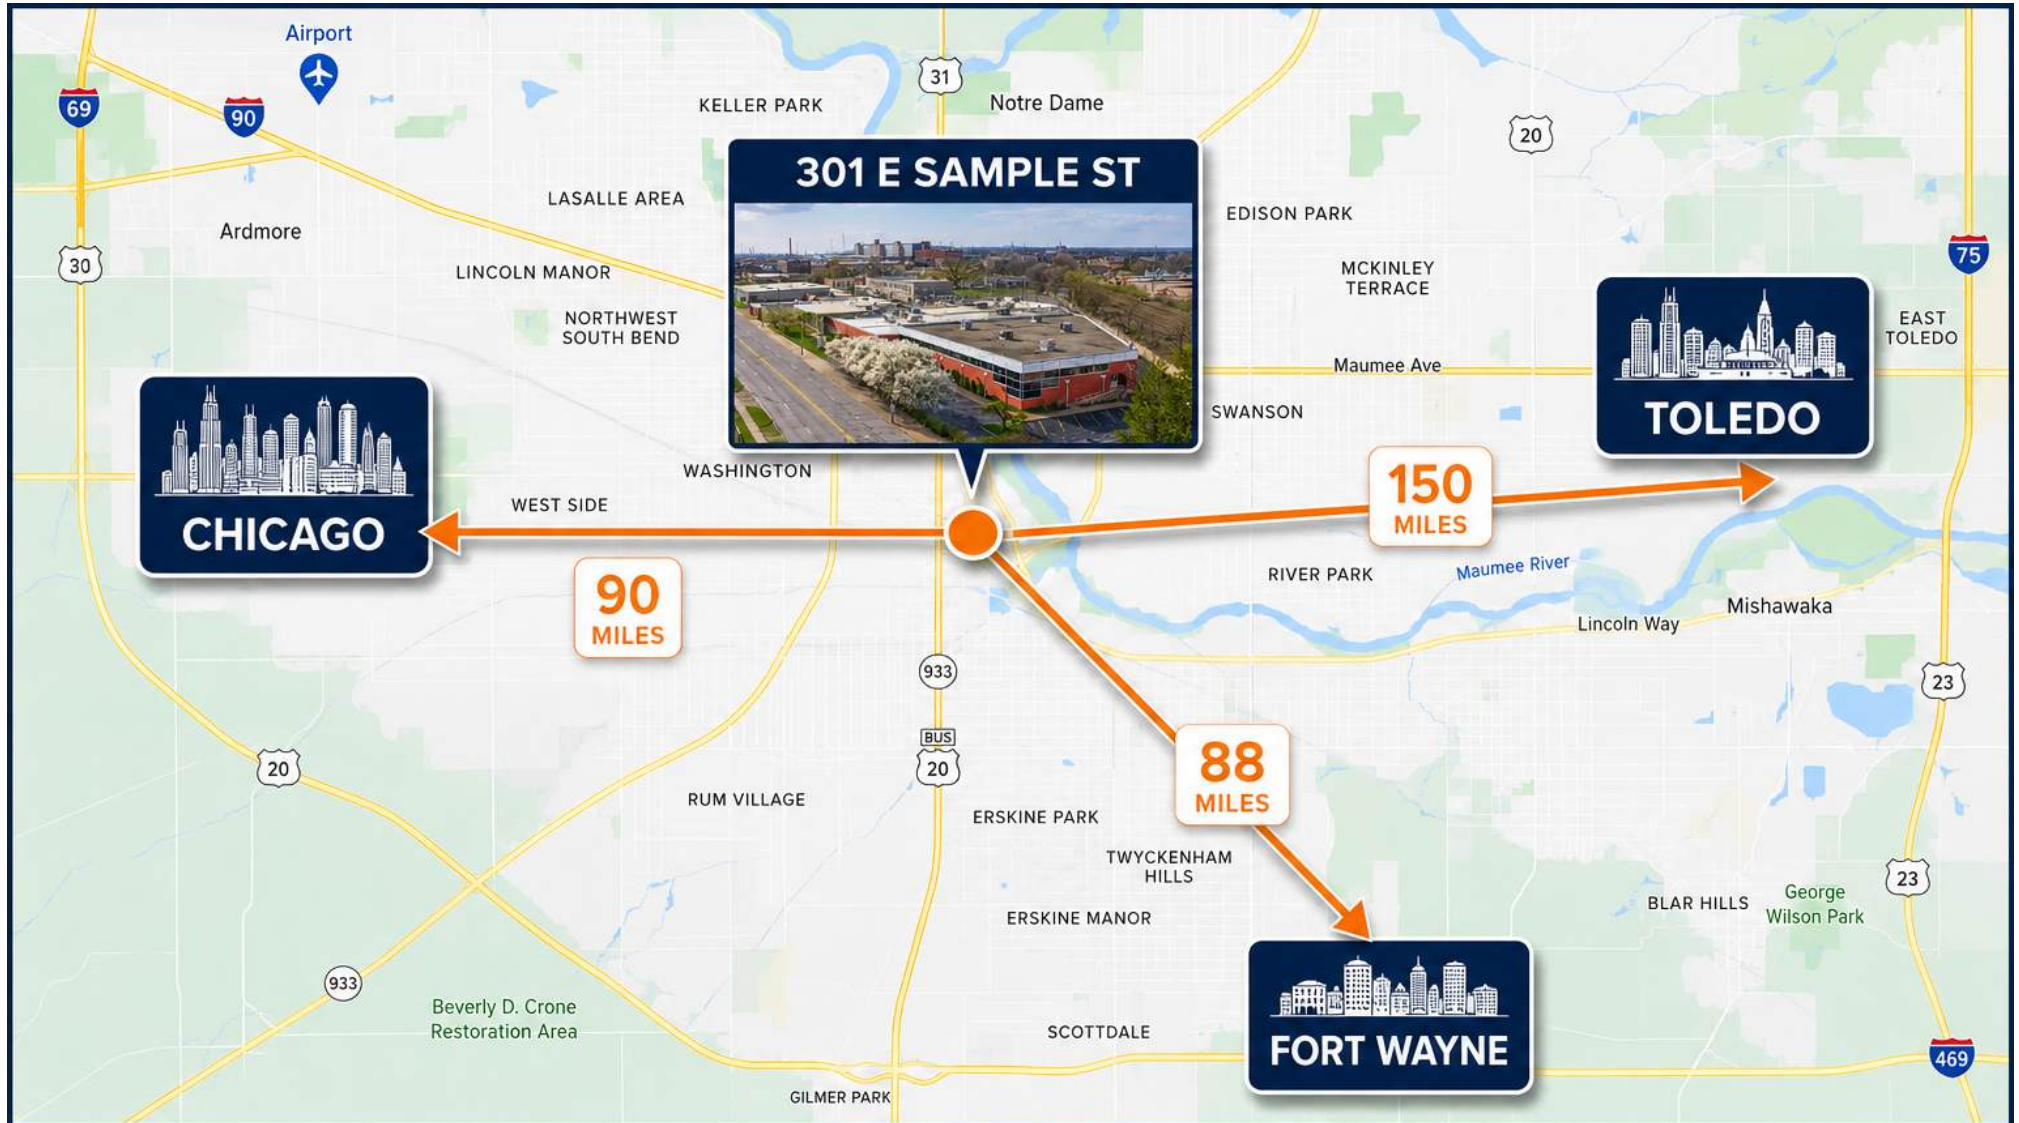 Airport
69
90
31
KELLER PARK
Notre Dame
20
301 E SAMPLE ST
LASALLE AREA
EDISON PARK
Ardmore
30
LINCOLN MANOR
MCKINLEY
TERRACE
75
NORTHWEST
SOUTH BEND
EAST
TOLEDO
Maumee Ave
TOLEDO
SWANSON
WASHINGTON
WEST SIDE
CHICAGO
150
MILES
90
MILES
RIVER PARK
Maumee River
Mishawaka
Lincoln Way
933
23
BUS
20
20
88
MILES
RUM VILLAGE
ERSKINE PARK
TWYCKENHAM
HILLS
23
BLAR HILLS
George
Wilson Park
ERSKINE MANOR
933
Beverly D. Crone
Restoration Area
SCOTTDALE
FORT WAYNE
469
GILMER PARK